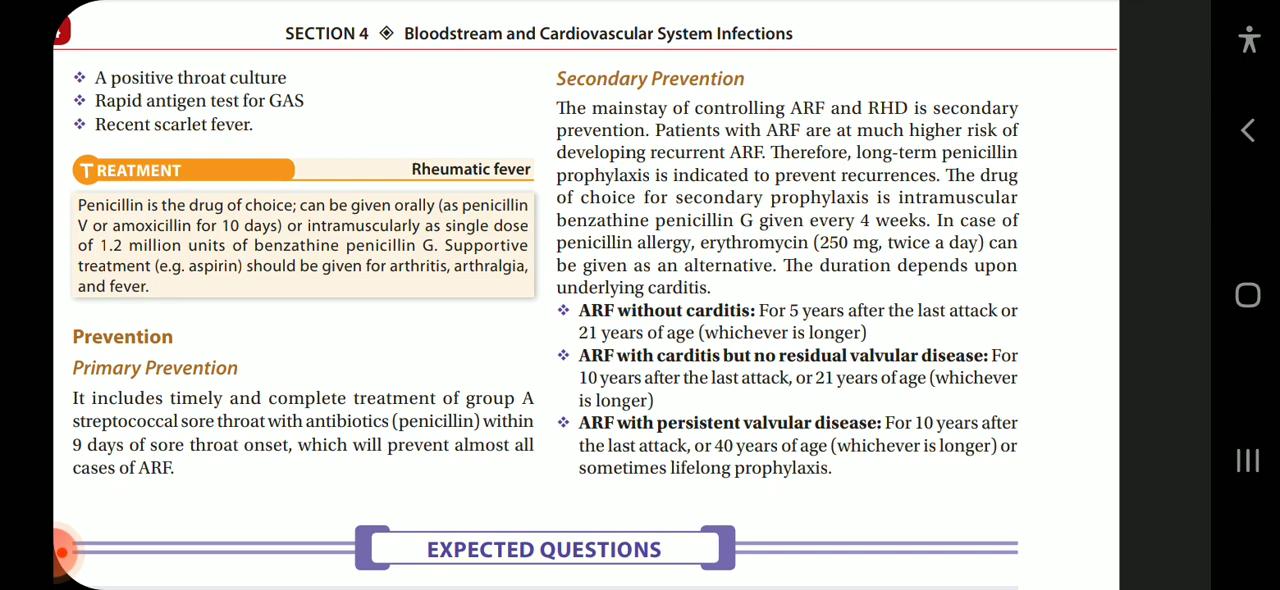 SECTION 4 ◈ Bloodstream and Cardiovascular System Infections
❖ A positive throat culture
❖ Rapid antigen test for GAS
❖ Recent scarlet fever.
TREATMENT Rheumatic fever
Penicillin is the drug of choice; can be given orally (as penicillin
V or amoxicillin for 10 days) or intramuscularly as single dose
of 1.2 million units of benzathine penicillin G. Supportive
treatment (e.g. aspirin) should be given for arthritis, arthralgia,
and fever.
Prevention
Primary Prevention
It includes timely and complete treatment of group A
streptococcal sore throat with antibiotics (penicillin) within
9 days of sore throat onset, which will prevent almost all
cases of ARF.
Secondary Prevention
The mainstay of controlling ARF and RHD is secondary
prevention. Patients with ARF are at much higher risk of
developing recurrent ARF. Therefore, long-term penicillin
prophylaxis is indicated to prevent recurrences. The drug
of choice for secondary prophylaxis is intramuscular
benzathine penicillin G given every 4 weeks. In case of
penicillin allergy, erythromycin (250 mg, twice a day) can
be given as an alternative. The duration depends upon
underlying carditis.
❖ ARF without carditis: For 5 years after the last attack or
21 years of age (whichever is longer)
❖ ARF with carditis but no residual valvular disease: For
10 years after the last attack, or 21 years of age (whichever
is longer)
❖ ARF with persistent valvular disease: For 10 years after
the last attack, or 40 years of age (whichever is longer) or
sometimes lifelong prophylaxis.
EXPECTED QUESTIONS